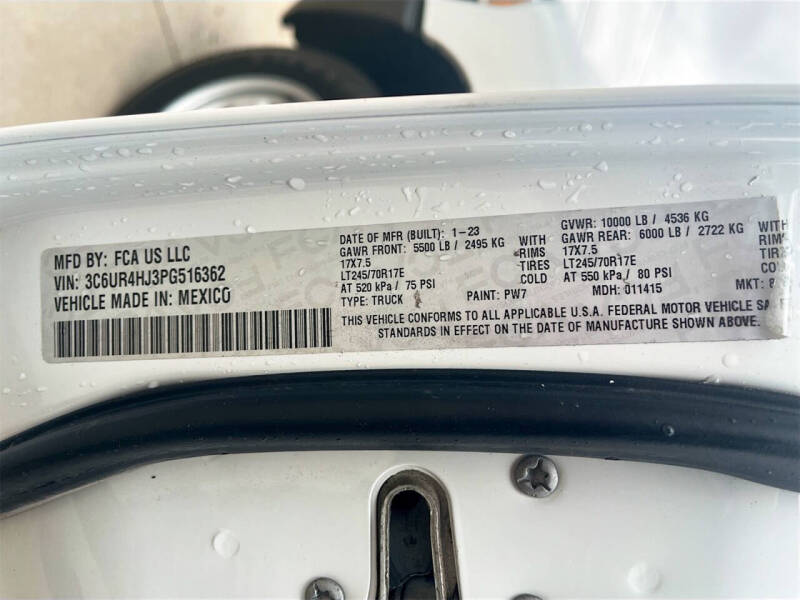 MFD BY: FCA US LLC
VIN: 3C6UR4HJ3PG516362
VEHICLE MADE IN: MEXICO
DATE OF MFR (BUILT): 1-23 GVWR: 10000 LB / 4536 KG
GAWR FRONT: 5500 LB / 2495 KG WITH GAWR REAR: 6000 LB / 2722 KG WITH
17X7.5 RIMS 17X7.5 RIMS
LT245/70R17E TIRES LT245/70R17E TIRES
AT 520 kPa / 75 PSI COLD AT 550 kPa / 80 PSI COLD
TYPE: TRUCK PAINT: PW7 MDH: 011415 MKT:
THIS VEHICLE CONFORMS TO ALL APPLICABLE U.S.A. FEDERAL MOTOR VEHICLE
STANDARDS IN EFFECT ON THE DATE OF MANUFACTURE SHOWN ABOVE.